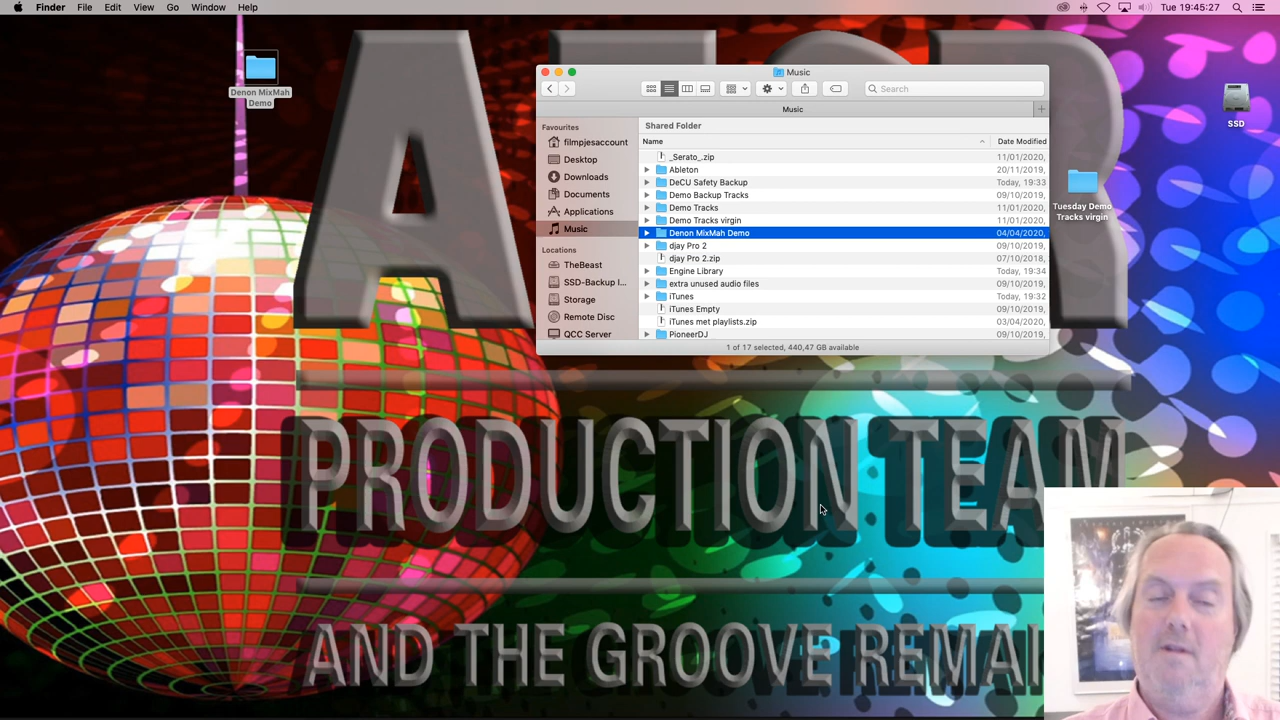 Finder File Edit View Go Window Help
Tue 19:45:27
Denon MixMah
Demo
Music
Search
Music
Favourites
filmpjesaccount
Desktop
Downloads
Documents
Applications
Music
Locations
TheBeast
SSD-Backup I...
Storage
Remote Disc
QCC Server
Shared Folder
Name Date Modified
_Serato_.zip 11/01/2020,
Ableton 20/11/2019,
DeCU Safety Backup Today, 19:33
Demo Backup Tracks 09/10/2019,
Demo Tracks 11/01/2020,
Demo Tracks virgin 11/01/2020,
Denon MixMah Demo 04/04/2020,
djay Pro 2 09/10/2019,
djay Pro 2.zip 07/10/2018,
Engine Library Today, 19:34
extra unused audio files 09/10/2019,
iTunes Today, 19:32
iTunes Empty 09/10/2019,
iTunes met playlists.zip 03/04/2020,
PioneerDJ 09/10/2019,
1 of 17 selected, 440,47 GB available
SSD
Tuesday Demo
Tracks virgin
PRODUCTION TEAM
AND THE GROOVE REMAI